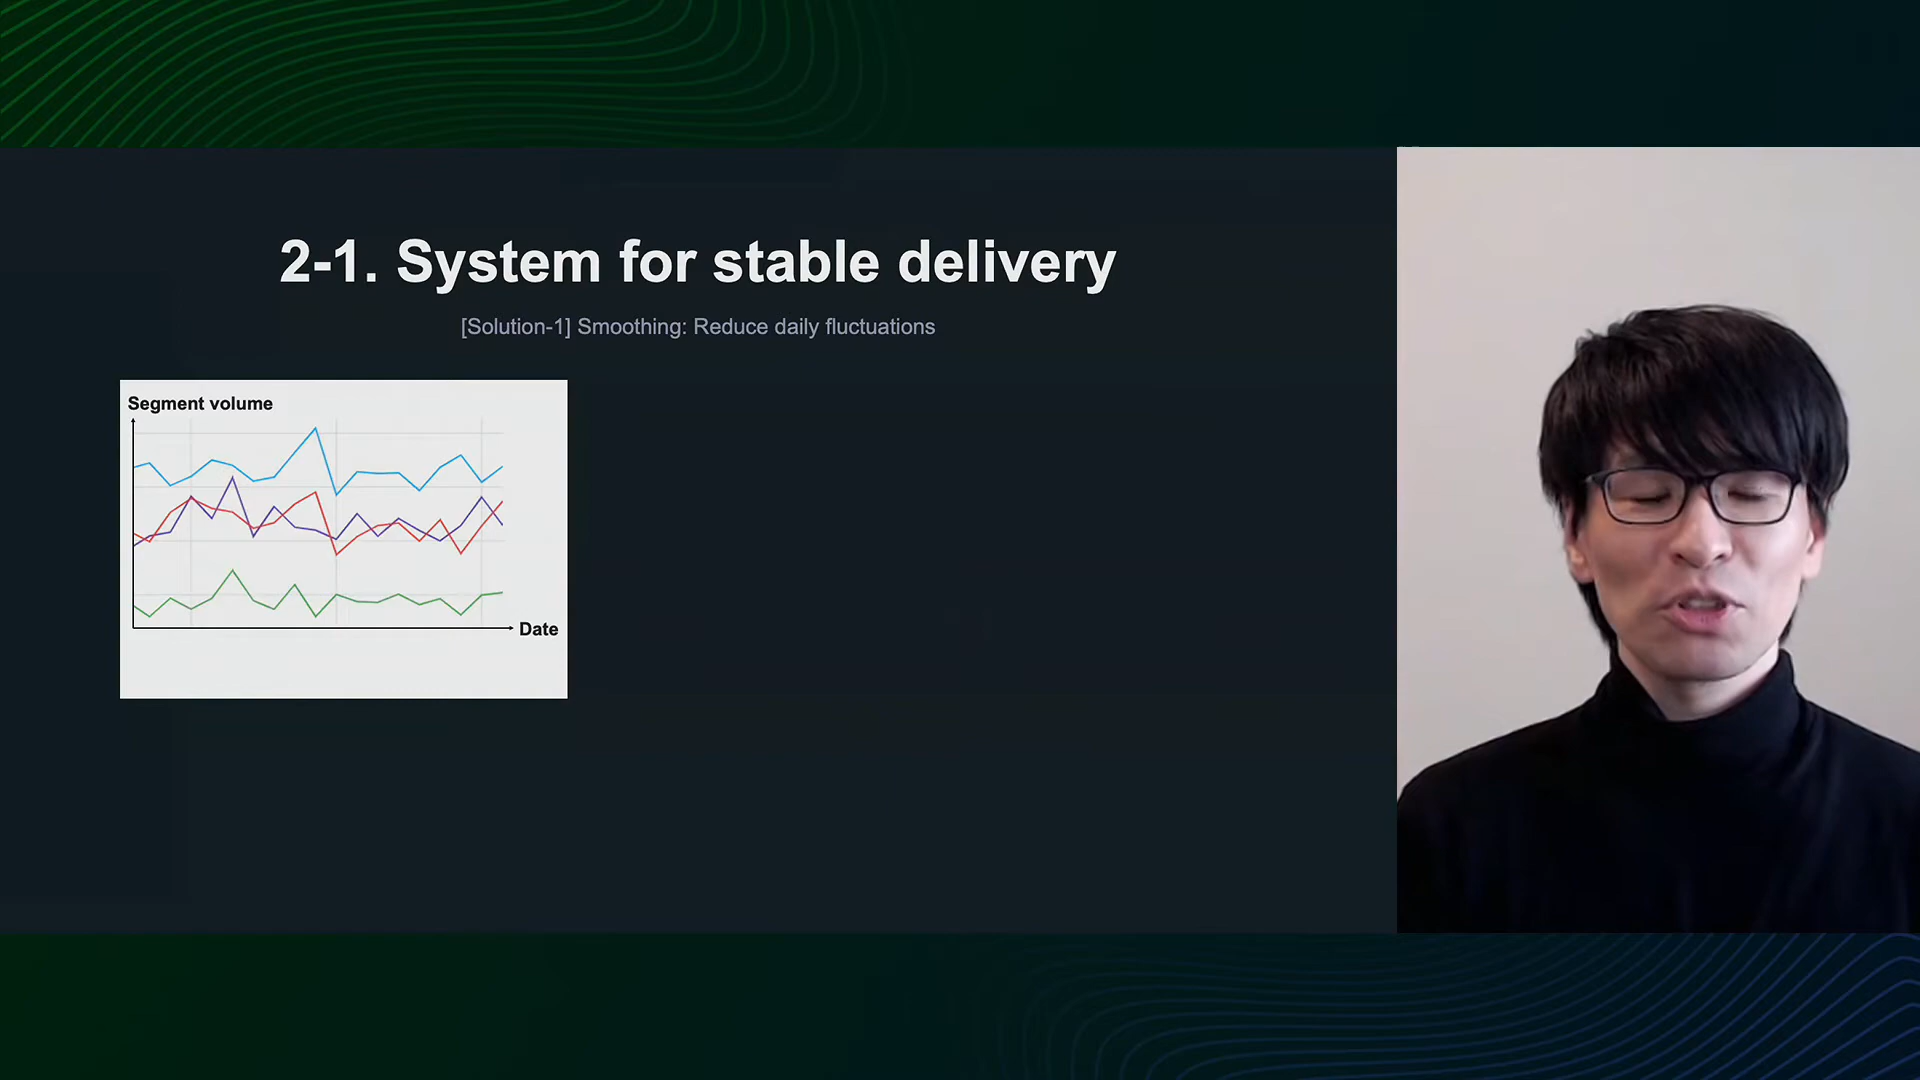 2-1. System for stable delivery
[Solution-1] Smoothing: Reduce daily fluctuations
Segment volume
Date